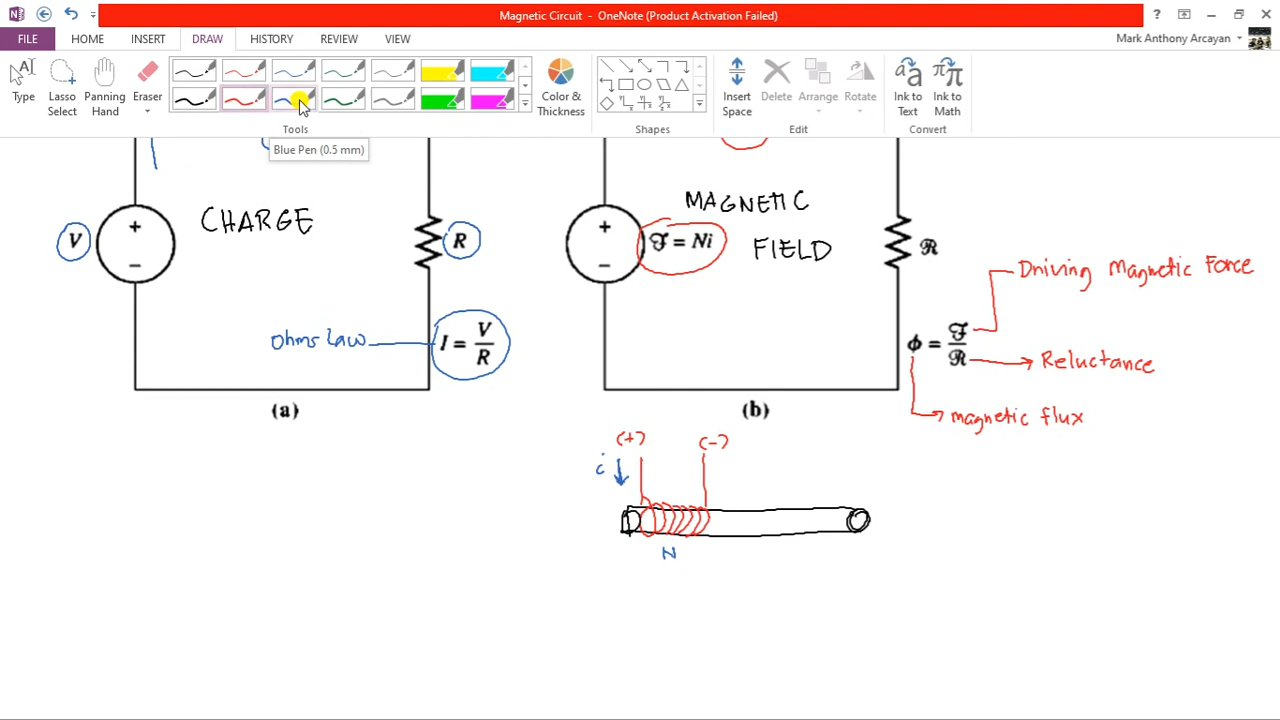 Magnetic Circuit - OneNote (Product Activation Failed)
?
FILE HOME INSERT DRAW HISTORY REVIEW VIEW
Mark Anthony Arcayan
Type
Lasso Select
Panning Hand
Eraser
Color & Thickness
Insert Space
Delete
Arrange
Rotate
Ink to Text
Ink to Math
Tools
Shapes
Edit
Convert
Blue Pen (0.5 mm)
V
+
−
CHARGE
R
Ohms law
I = V/R
(a)
+
−
ℱ = Ni
MAGNETIC
FIELD
ℛ
Driving Magnetic Force
ϕ = ℱ/ℛ
Reluctance
magnetic flux
(b)
(+) (−)
i
N